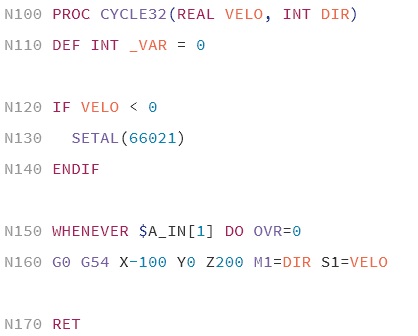 N100 PROC CYCLE32(REAL VELO, INT DIR)
N110 DEF INT _VAR = 0
N120 IF VELO < 0
N130   SETAL(66021)
N140 ENDIF
N150 WHENEVER $A_IN[1] DO OVR=0
N160 G0 G54 X-100 Y0 Z200 M1=DIR S1=VELO
N170 RET